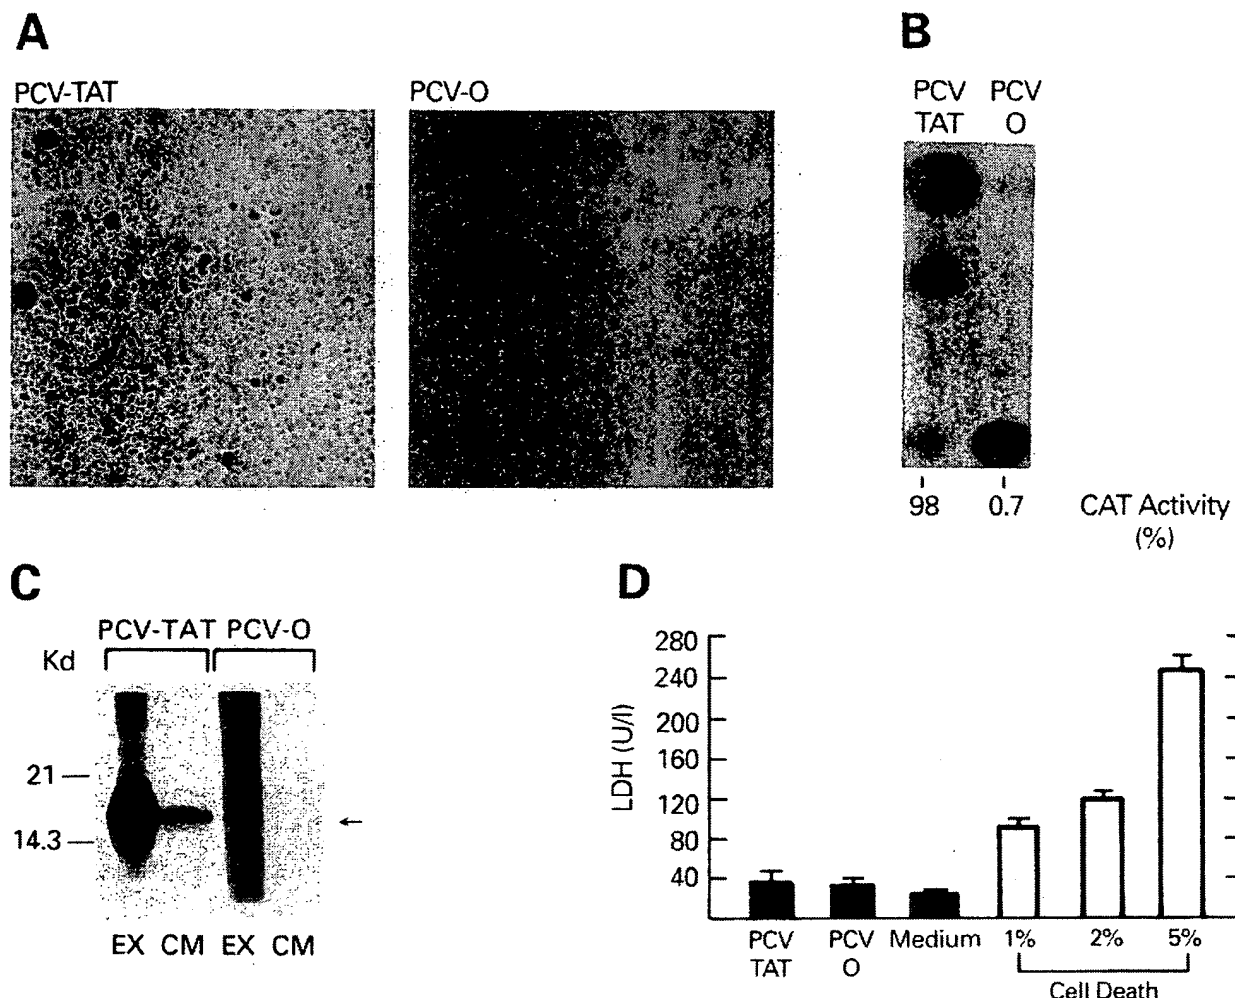 A
PCV-TAT
PCV-O
B
PCV PCV
TAT O
98 0.7 CAT Activity
(%)
C
PCV-TAT PCV-O
Kd
21
14.3
EX CM EX CM
D
LDH (U/l)
280
240
200
160
120
80
40
PCV PCV Medium 1% 2% 5%
TAT O
Cell Death